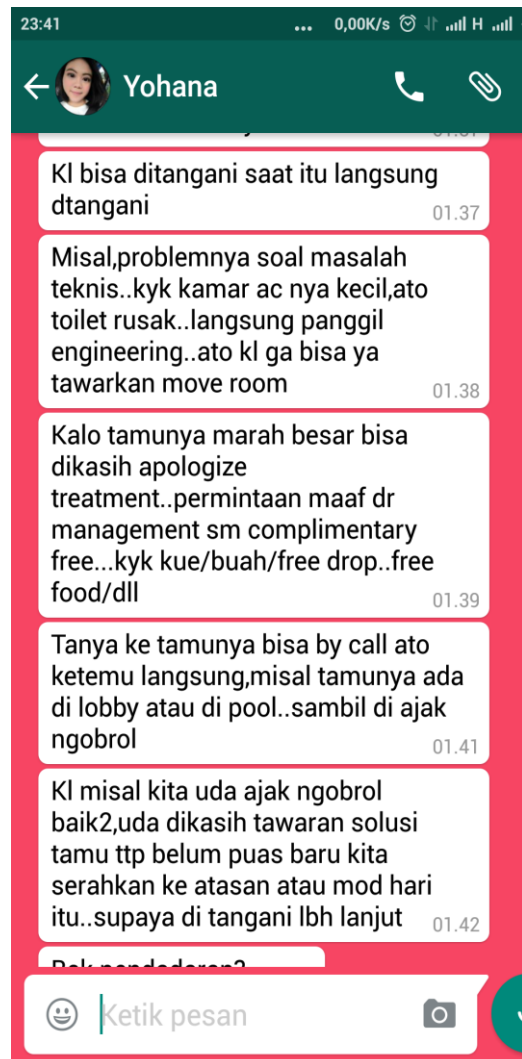 23:41
... 0,00K/s H
Yohana
Kl bisa ditangani saat itu langsung
dtangani
01.37
Misal,problemnya soal masalah
teknis..kyk kamar ac nya kecil,ato
toilet rusak..langsung panggil
engineering..ato kl ga bisa ya
tawarkan move room
01.38
Kalo tamunya marah besar bisa
dikasih apologize
treatment..permintaan maaf dr
management sm complimentary
free...kyk kue/buah/free drop..free
food/dll
01.39
Tanya ke tamunya bisa by call ato
ketemu langsung,misal tamunya ada
di lobby atau di pool..sambil di ajak
ngobrol
01.41
Kl misal kita uda ajak ngobrol
baik2,uda dikasih tawaran solusi
tamu ttp belum puas baru kita
serahkan ke atasan atau mod hari
itu..supaya di tangani lbh lanjut
01.42
Ketik pesan